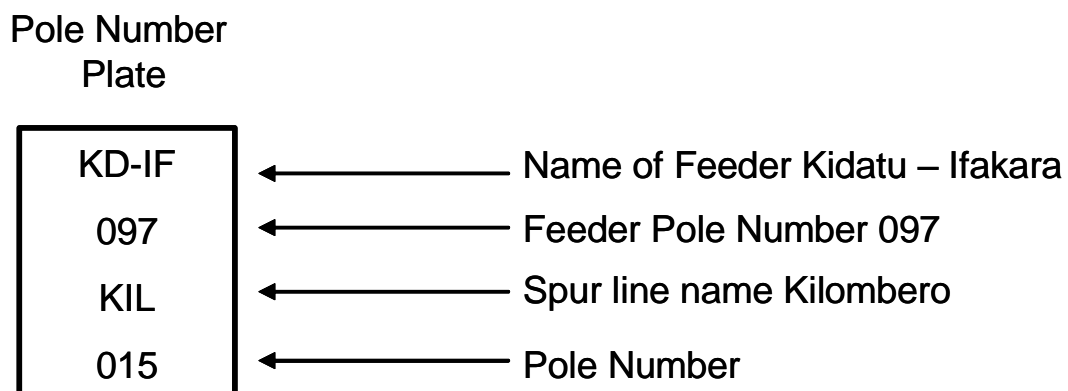 Pole Number
Plate
KD-IF
Name of Feeder Kidatu – Ifakara
097
Feeder Pole Number 097
KIL
Spur line name Kilombero
015
Pole Number